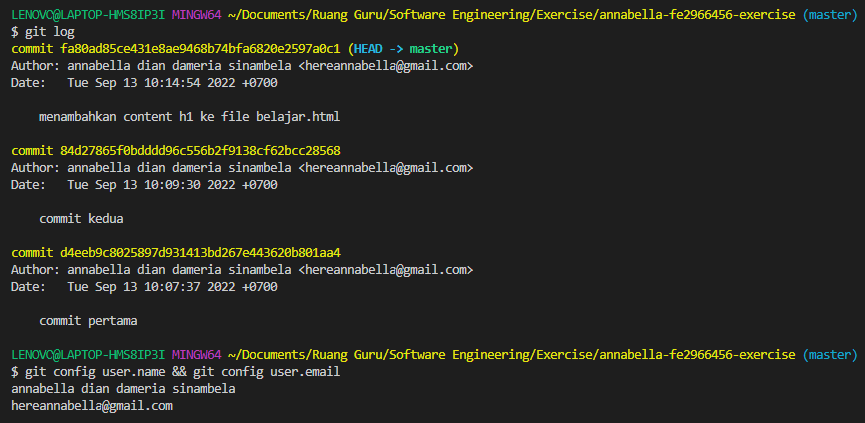 LENOVO@LAPTOP-HMS8IP3I MINGW64 ~/Documents/Ruang Guru/Software Engineering/Exercise/annabella-fe2966456-exercise (master)
$ git log
commit fa80ad85ce431e8ae9468b74bfa6820e2597a0c1 (HEAD -> master)
Author: annabella dian dameria sinambela <hereannabella@gmail.com>
Date:   Tue Sep 13 10:14:54 2022 +0700
    menambahkan content h1 ke file belajar.html
commit 84d27865f0bdddd96c556b2f9138cf62bcc28568
Author: annabella dian dameria sinambela <hereannabella@gmail.com>
Date:   Tue Sep 13 10:09:30 2022 +0700
    commit kedua
commit d4eeb9c8025897d931413bd267e443620b801aa4
Author: annabella dian dameria sinambela <hereannabella@gmail.com>
Date:   Tue Sep 13 10:07:37 2022 +0700
    commit pertama
LENOVO@LAPTOP-HMS8IP3I MINGW64 ~/Documents/Ruang Guru/Software Engineering/Exercise/annabella-fe2966456-exercise (master)
$ git config user.name && git config user.email
annabella dian dameria sinambela
hereannabella@gmail.com